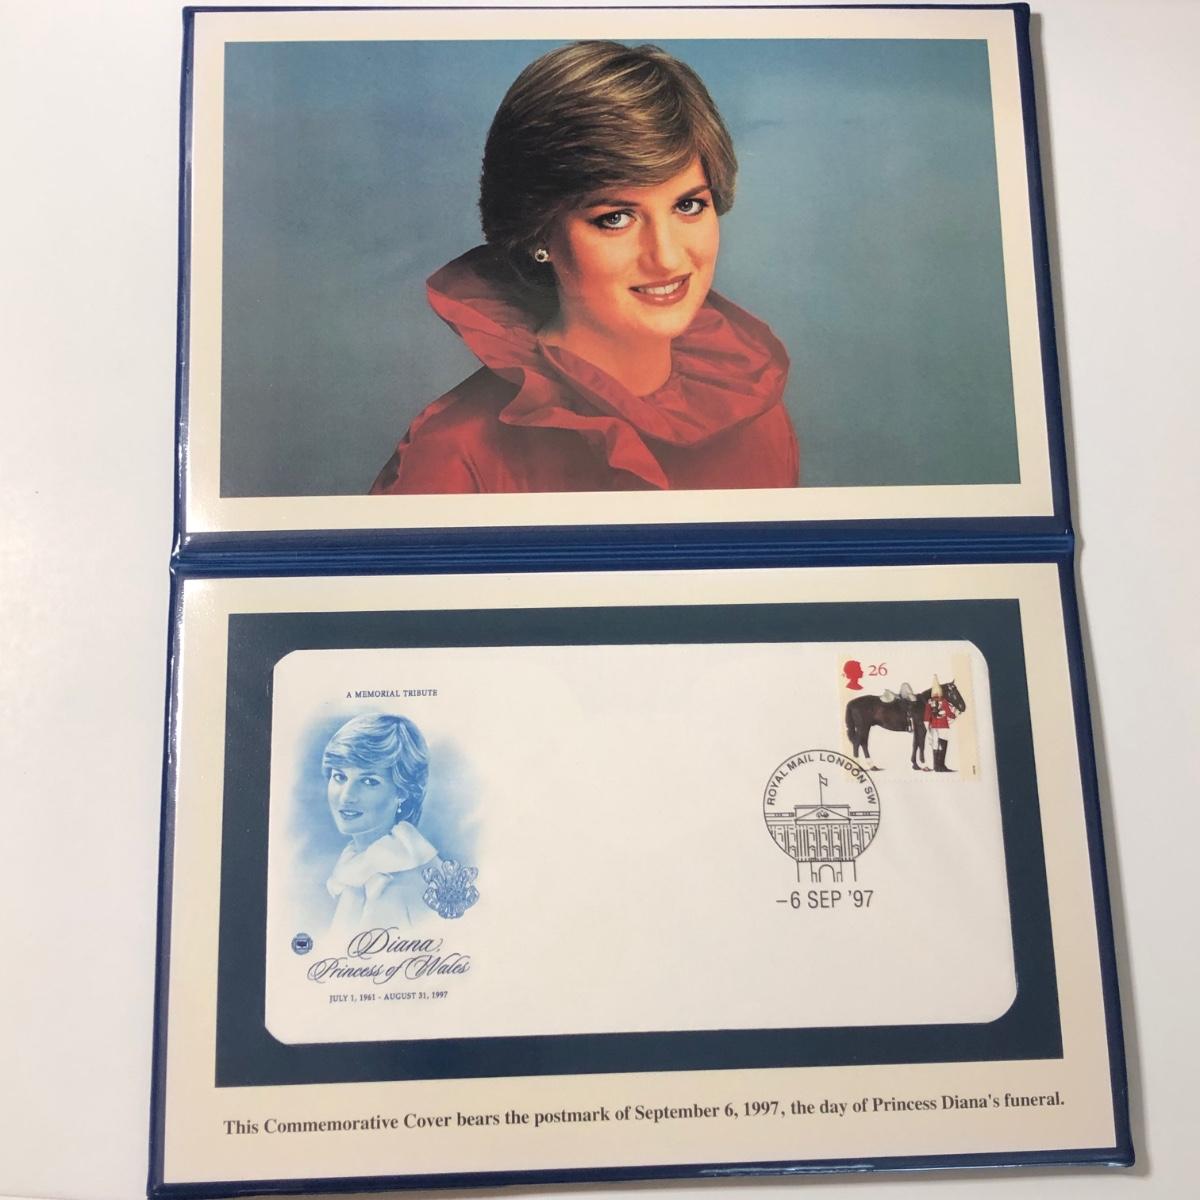 A MEMORIAL TRIBUTE
26
ROYAL MAIL LONDON SW
-6 SEP '97
Diana,
Princess of Wales
JULY 1, 1961 - AUGUST 31, 1997
This Commemorative Cover bears the postmark of September 6, 1997, the day of Princess Diana's funeral.